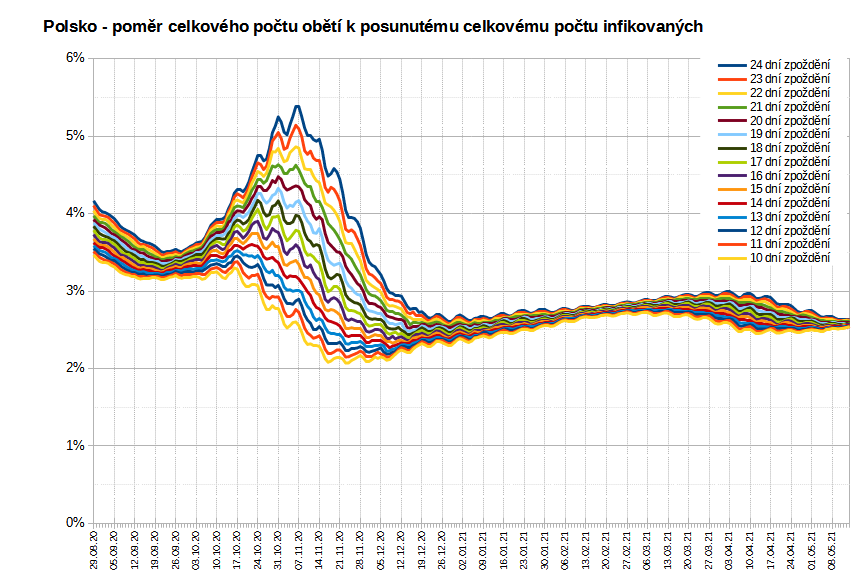 Polsko - poměr celkového počtu obětí k posunutému celkovému počtu infikovaných
6%
5%
4%
3%
2%
1%
0%
24 dní zpoždění
23 dní zpoždění
22 dní zpoždění
21 dní zpoždění
20 dní zpoždění
19 dní zpoždění
18 dní zpoždění
17 dní zpoždění
16 dní zpoždění
15 dní zpoždění
14 dní zpoždění
13 dní zpoždění
12 dní zpoždění
11 dní zpoždění
10 dní zpoždění
29.08.20
05.09.20
12.09.20
19.09.20
26.09.20
03.10.20
10.10.20
17.10.20
24.10.20
31.10.20
07.11.20
14.11.20
21.11.20
28.11.20
05.12.20
12.12.20
19.12.20
26.12.20
02.01.21
09.01.21
16.01.21
23.01.21
30.01.21
06.02.21
13.02.21
20.02.21
27.02.21
06.03.21
13.03.21
20.03.21
27.03.21
03.04.21
10.04.21
17.04.21
24.04.21
01.05.21
08.05.21